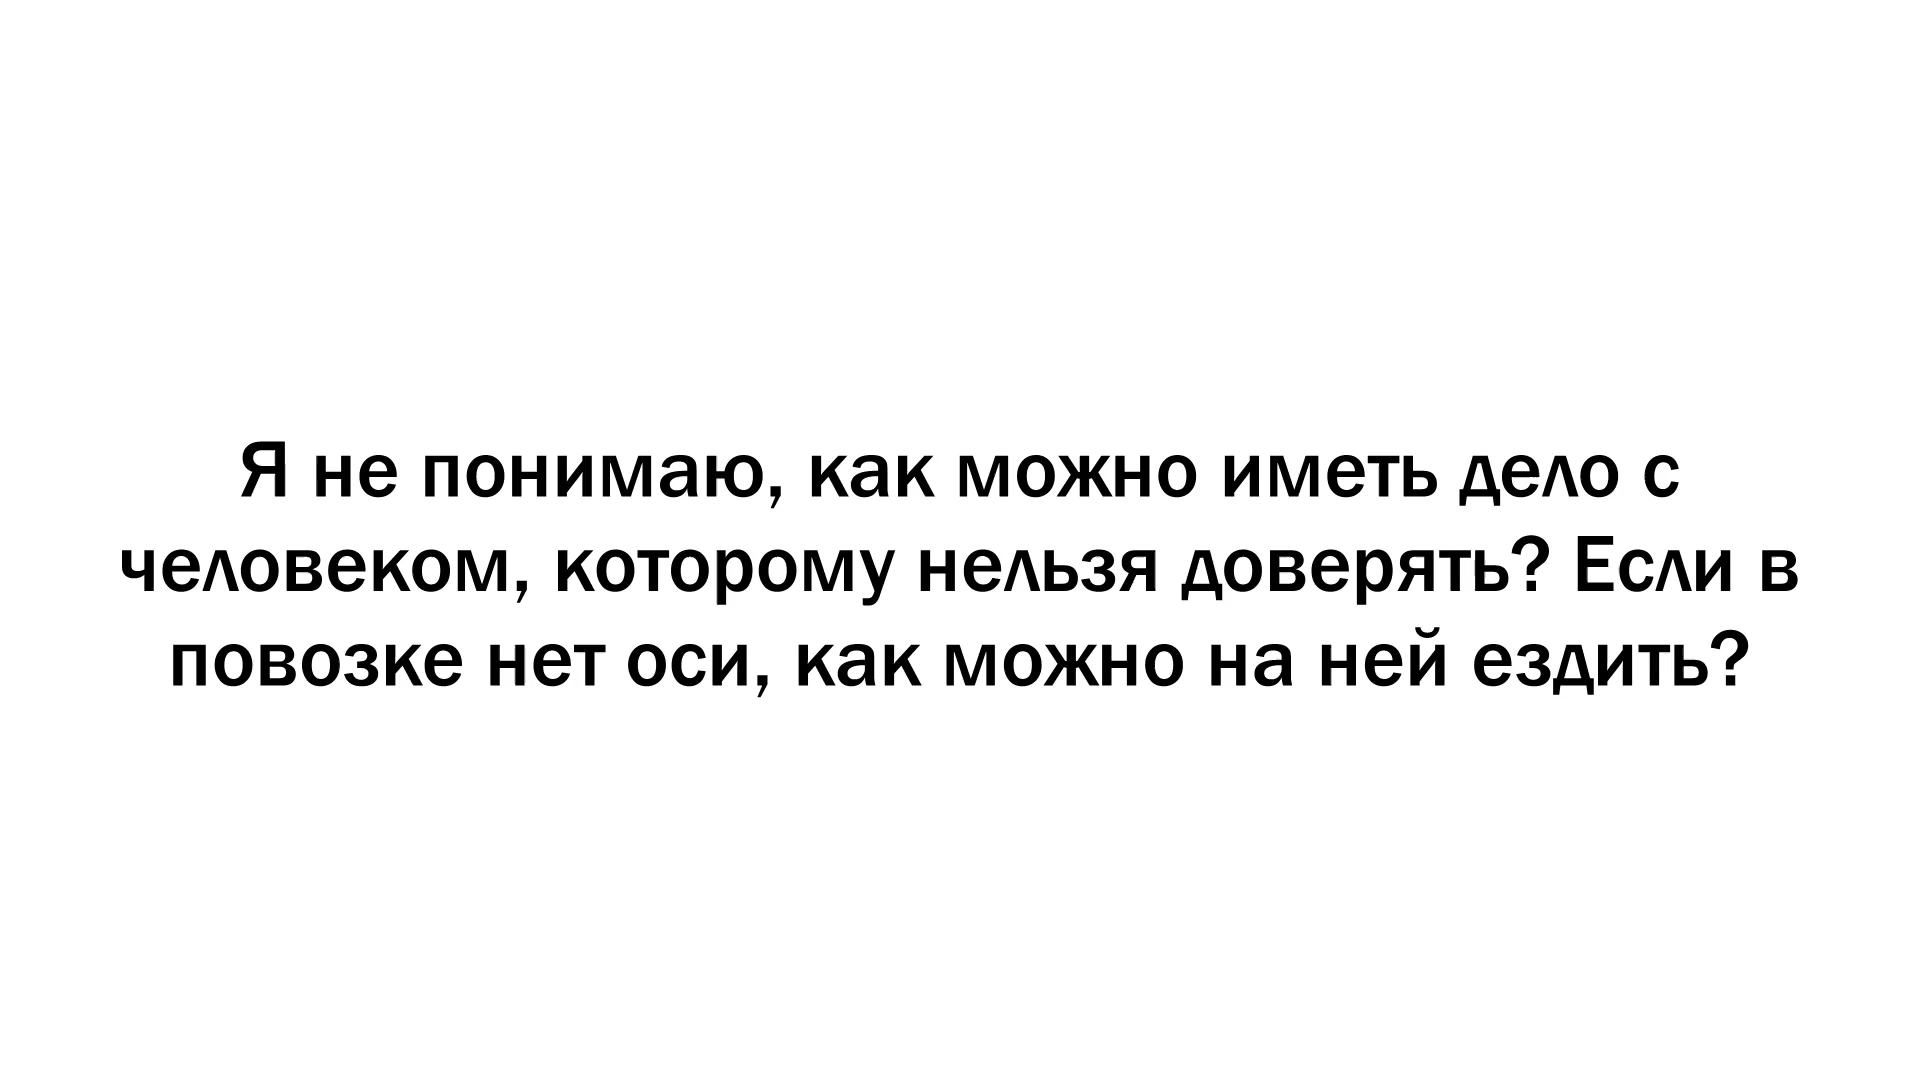 Я не понимаю, как можно иметь дело с
человеком, которому нельзя доверять? Если в
повозке нет оси, как можно на ней ездить?